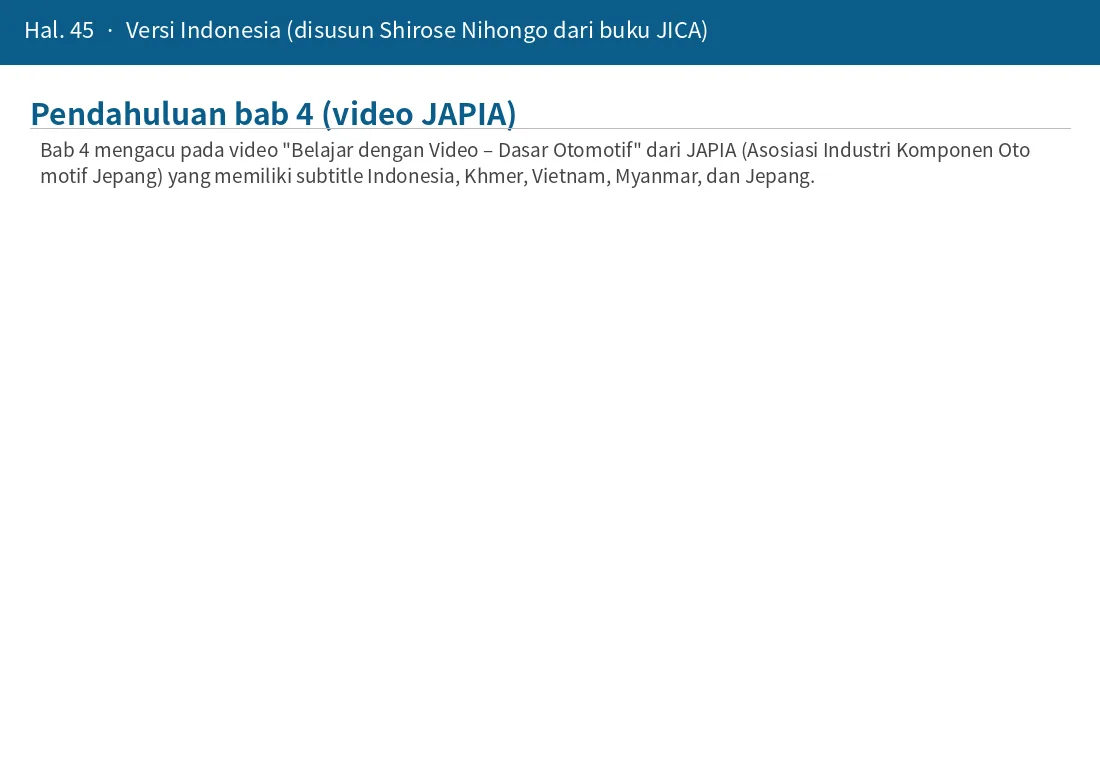 Hal. 45 · Versi Indonesia (disusun Shirose Nihongo dari buku JICA)
Pendahuluan bab 4 (video JAPIA)
Bab 4 mengacu pada video "Belajar dengan Video – Dasar Otomotif" dari JAPIA (Asosiasi Industri Komponen Oto
motif Jepang) yang memiliki subtitle Indonesia, Khmer, Vietnam, Myanmar, dan Jepang.